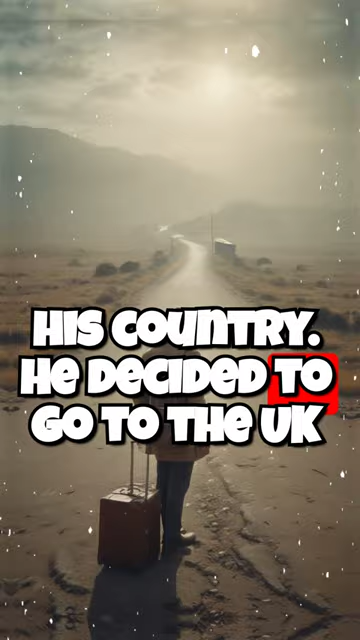 HIS COUNTRY.
HE DECIDED TO
GO TO THE UK